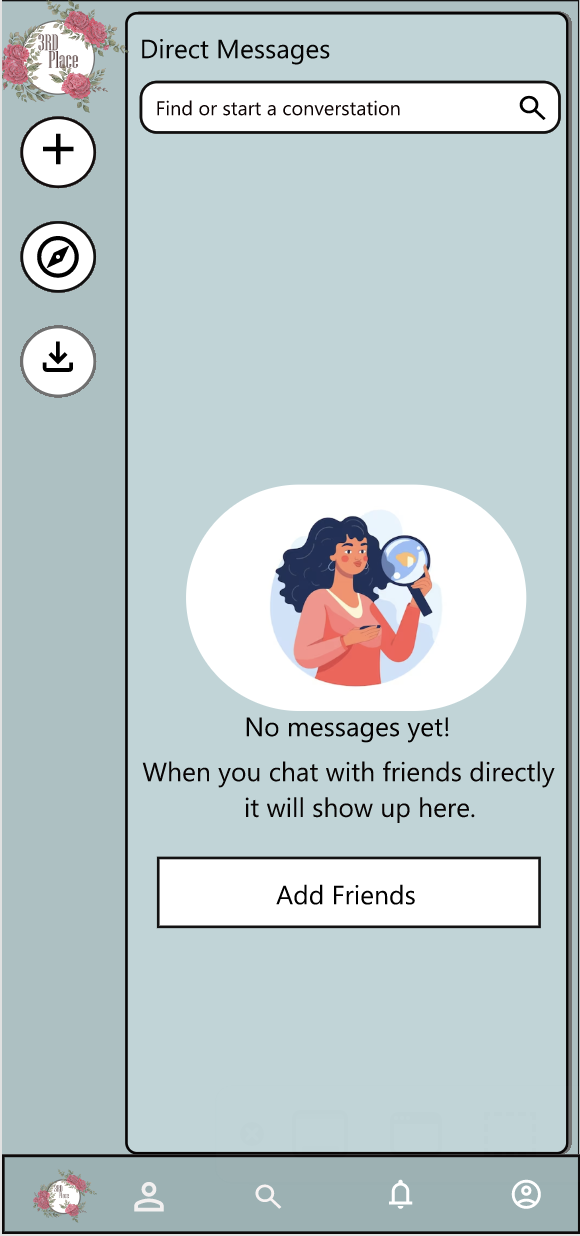 3RD
Place
Direct Messages
Find or start a converstation
No messages yet!
When you chat with friends directly
it will show up here.
Add Friends
3RD
Place